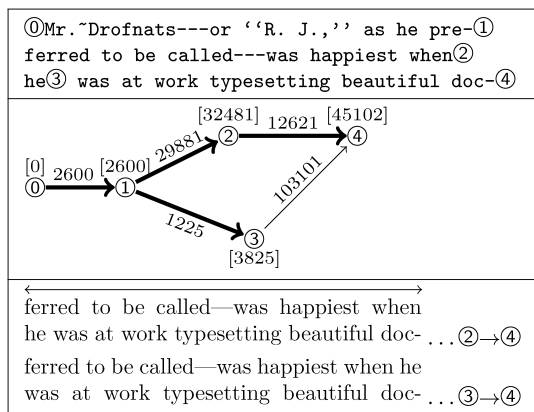 ⓪Mr.~Drofnats---or ‘‘R. J.,’’ as he pre-①
ferred to be called---was happiest when②
he③ was at work typesetting beautiful doc-④
[32481] [45102]
29881 ② 12621 ④
[0] [2600]
⓪ 2600 ①
103101
1225
③
[3825]
ferred to be called—was happiest when
he was at work typesetting beautiful doc- ...②→④
ferred to be called—was happiest when he
was at work typesetting beautiful doc- ...③→④